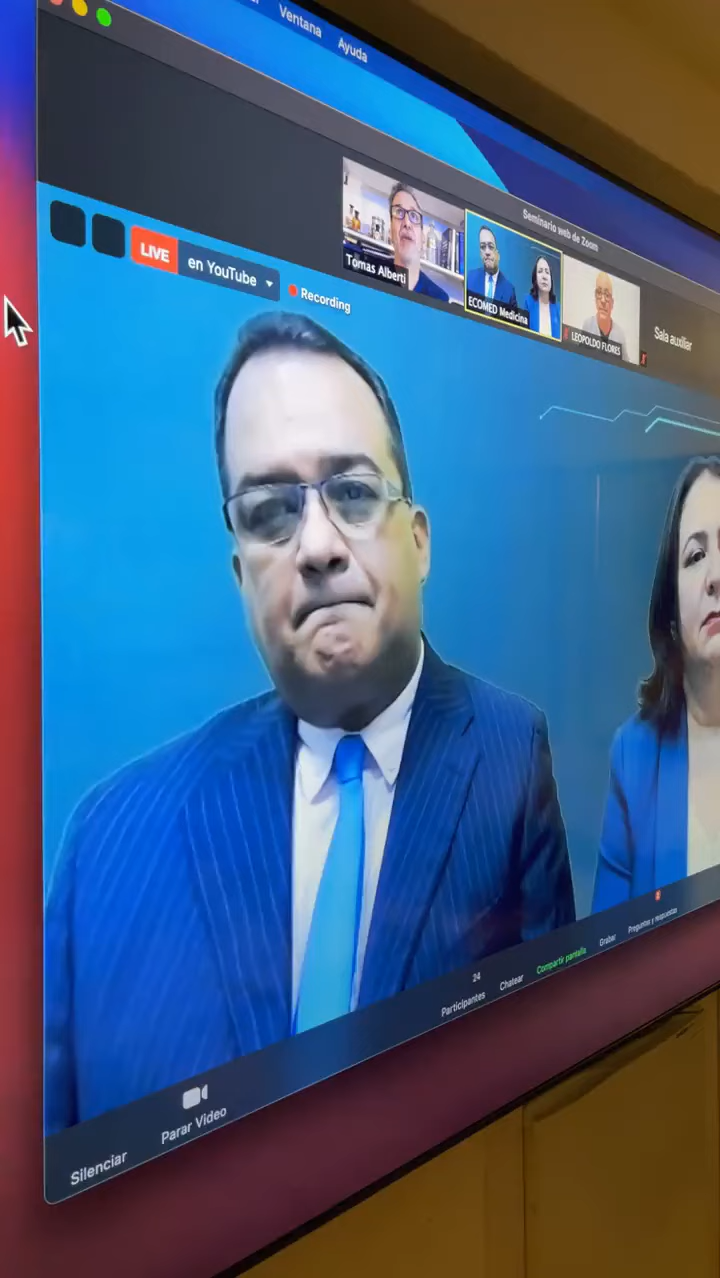 Ventana
Ayuda
Seminario web de Zoom
LIVE
en YouTube
Recording
Tomas Alberti
ECOMED Medicina
LEOPOLDO FLORES
Sala auxiliar
Silenciar
Parar Video
24
Participantes
Chatear
Compartir pantalla
Grabar
Preguntas y respuestas